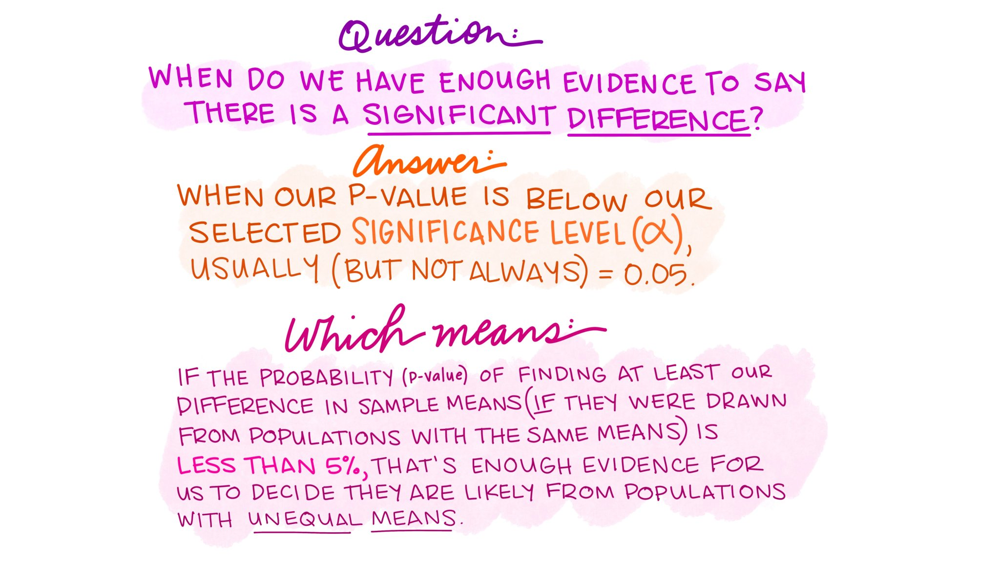 Question:
WHEN DO WE HAVE ENOUGH EVIDENCE TO SAY
THERE IS A SIGNIFICANT DIFFERENCE?
Answer:
WHEN OUR P-VALUE IS BELOW OUR
SELECTED SIGNIFICANCE LEVEL (α),
USUALLY (BUT NOT ALWAYS) = 0.05.
Which means:
IF THE PROBABILITY (p-value) OF FINDING AT LEAST OUR
DIFFERENCE IN SAMPLE MEANS (IF THEY WERE DRAWN
FROM POPULATIONS WITH THE SAME MEANS) IS
LESS THAN 5%, THAT'S ENOUGH EVIDENCE FOR
US TO DECIDE THEY ARE LIKELY FROM POPULATIONS
WITH UNEQUAL MEANS.